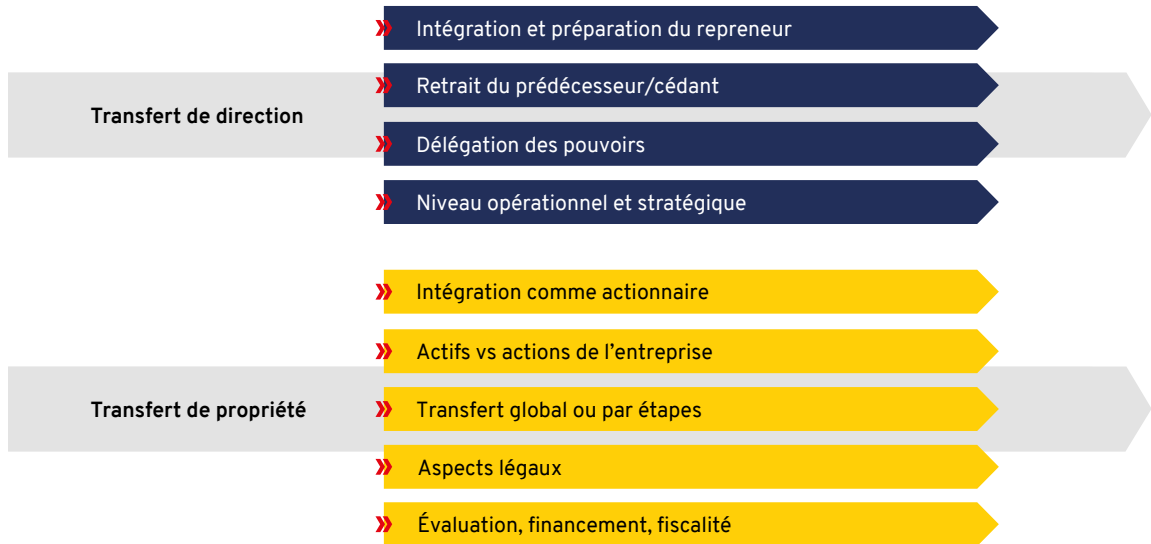 Intégration et préparation du repreneur
Retrait du prédécesseur/cédant
Transfert de direction
Délégation des pouvoirs
Niveau opérationnel et stratégique
Intégration comme actionnaire
Actifs vs actions de l'entreprise
Transfert de propriété
Transfert global ou par étapes
Aspects légaux
Évaluation, financement, fiscalité